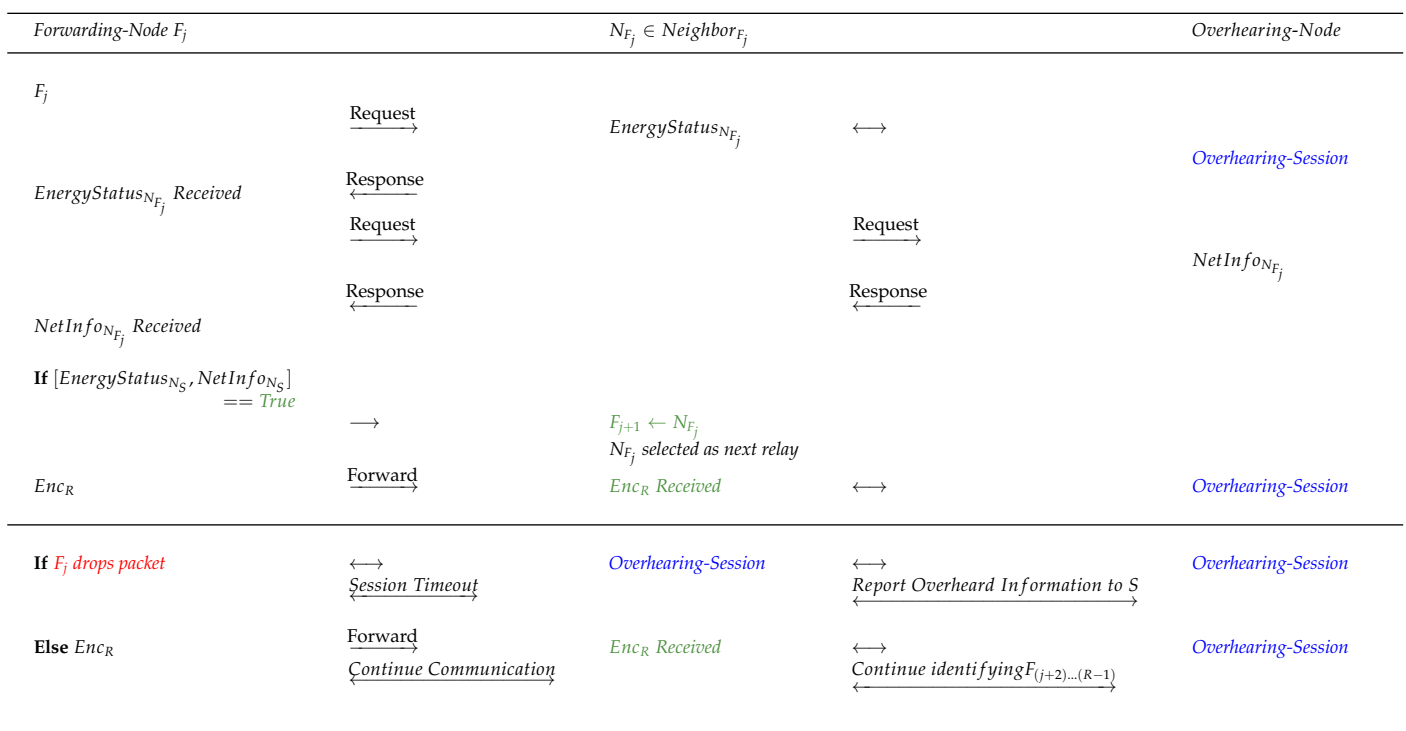 Forwarding-Node F_j N_{F_j} ∈ Neighbor_{F_j} Overhearing-Node
F_j
Request
⟶ EnergyStatus_{N_{F_j}} ⟷
Overhearing-Session
Response
EnergyStatus_{N_{F_j}} Received ⟵
Request Request
⟶ ⟶
NetInfo_{N_{F_j}}
Response Response
⟵ ⟵
NetInfo_{N_{F_j}} Received
If [EnergyStatus_{N_S}, NetInfo_{N_S}]
== True
⟶ F_{j+1} ← N_{F_j}
N_{F_j} selected as next relay
Enc_R Forward ⟶ Enc_R Received ⟷ Overhearing-Session
If F_j drops packet ⟷ Overhearing-Session ⟷ Overhearing-Session
Session Timeout Report Overheard Information to S
Else Enc_R Forward ⟶ Enc_R Received ⟷ Overhearing-Session
Continue Communication Continue identifyingF_{(j+2)...(R−1)}